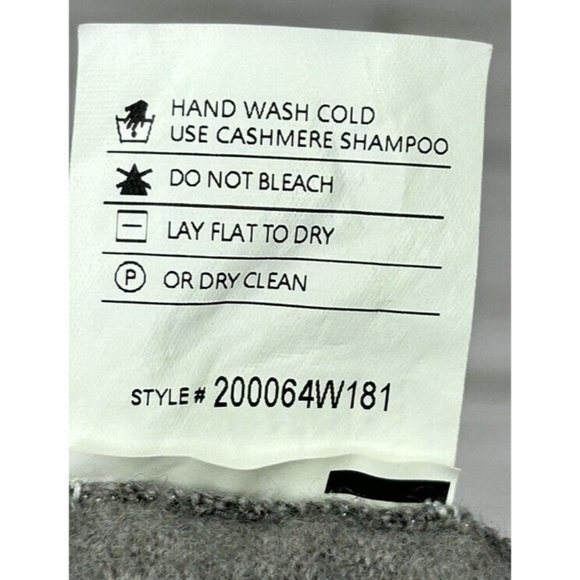 HAND WASH COLD
USE CASHMERE SHAMPOO
DO NOT BLEACH
LAY FLAT TO DRY
P OR DRY CLEAN
STYLE# 200064W181